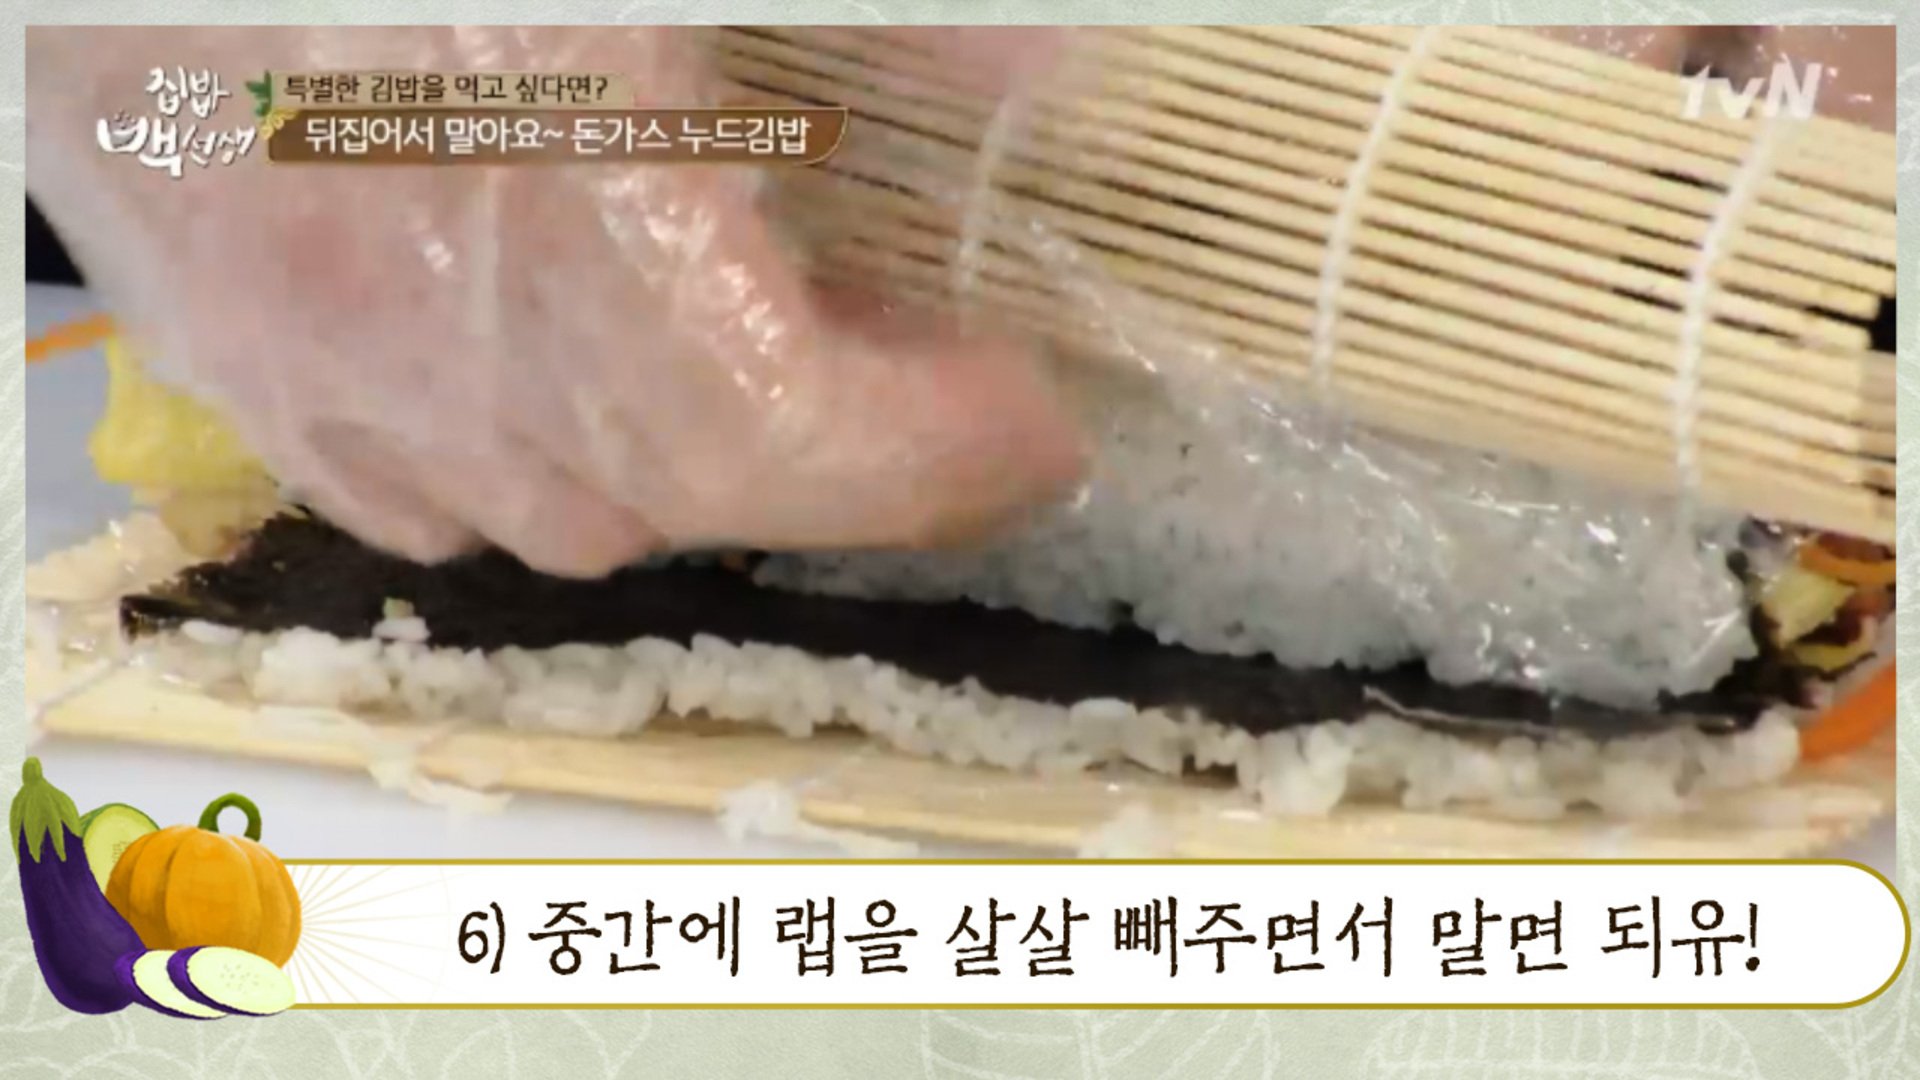 집밥
백선생
특별한 김밥을 먹고 싶다면?
뒤집어서 말아요~ 돈가스 누드김밥
tvN
6) 중간에 랩을 살살 빼주면서 말면 되유!